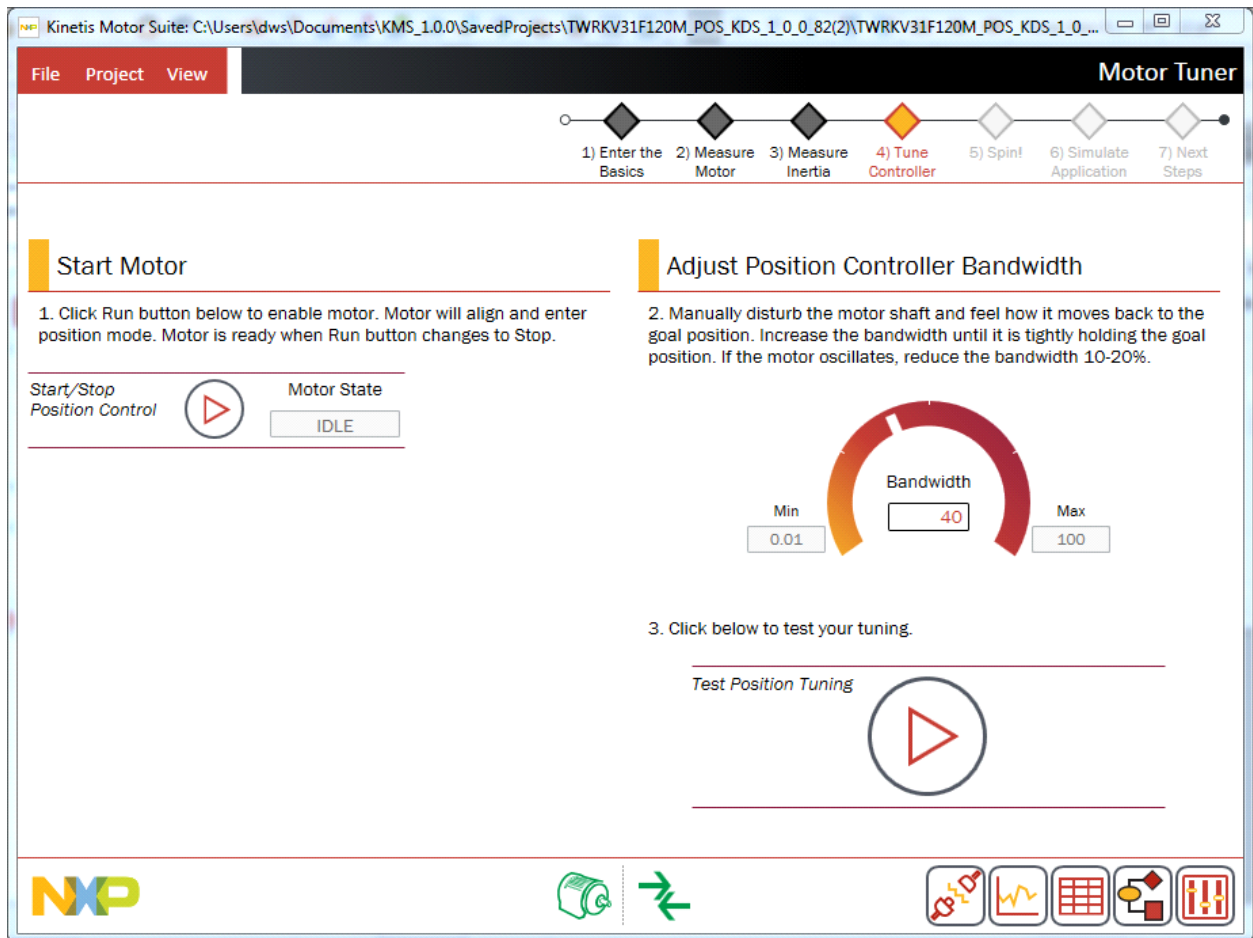 Kinetis Motor Suite: C:\Users\dws\Documents\KMS_1.0.0\SavedProjects\TWRKV31F120M_POS_KDS_1_0_0_82(2)\TWRKV31F120M_POS_KDS_1_0_...
File Project View
Motor Tuner
1) Enter the Basics
2) Measure Motor
3) Measure Inertia
4) Tune Controller
5) Spin!
6) Simulate Application
7) Next Steps
Start Motor
1. Click Run button below to enable motor. Motor will align and enter
position mode. Motor is ready when Run button changes to Stop.
Start/Stop
Position Control
Motor State
IDLE
Adjust Position Controller Bandwidth
2. Manually disturb the motor shaft and feel how it moves back to the
goal position. Increase the bandwidth until it is tightly holding the goal
position. If the motor oscillates, reduce the bandwidth 10-20%.
Bandwidth
40
Min
0.01
Max
100
3. Click below to test your tuning.
Test Position Tuning
NXP